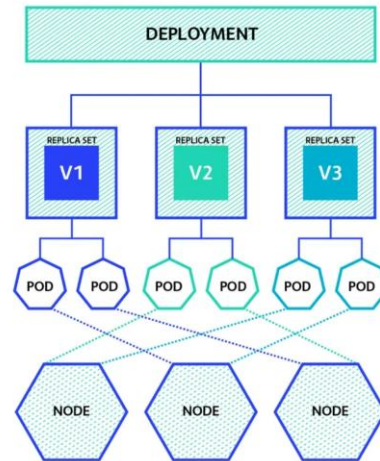 DEPLOYMENT
REPLICA SET REPLICA SET REPLICA SET
V1 V2 V3
POD POD POD POD POD POD
NODE NODE NODE